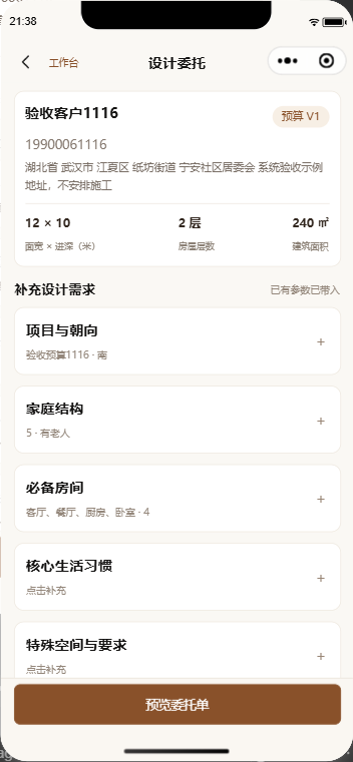 21:38
工作台
设计委托
验收客户1116
预算 V1
19900061116
湖北省 武汉市 江夏区 纸坊街道 宁安社区居委会 系统验收示例
地址，不安排施工
12 × 10
2 层
240 ㎡
面宽 × 进深（米）
房屋层数
建筑面积
补充设计需求
已有参数已带入
项目与朝向
验收预算1116 · 南
+
家庭结构
5 · 有老人
+
必备房间
客厅、餐厅、厨房、卧室 · 4
+
核心生活习惯
点击补充
+
特殊空间与要求
点击补充
+
预览委托单